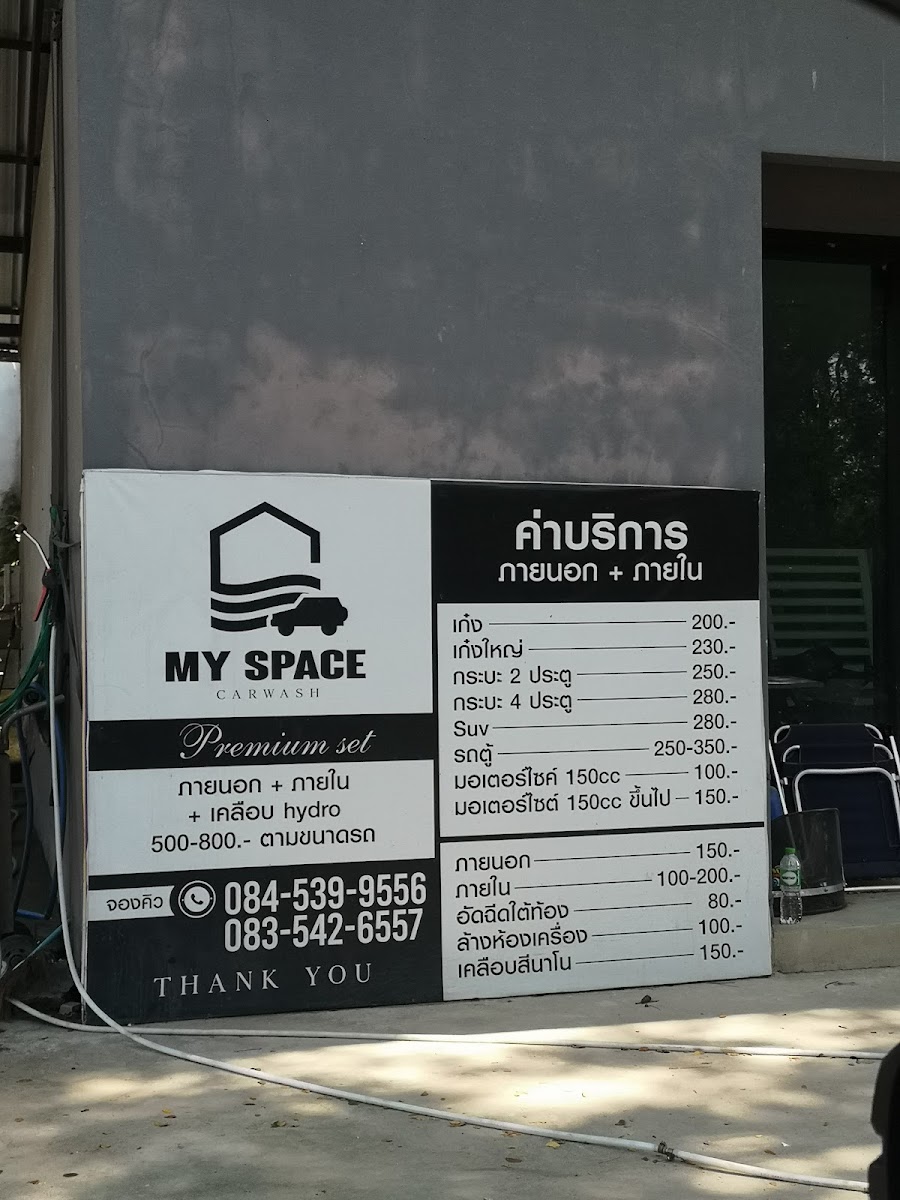 MY SPACE
CARWASH
Premium set
ภายนอก + ภายใน
+ เคลือบ hydro
500-800.- ตามขนาดรถ
จองคิว
084-539-9556
083-542-6557
THANK YOU
ค่าบริการ
ภายนอก + ภายใน
เก๋ง 200.-
เก๋งใหญ่ 230.-
กระบะ 2 ประตู 250.-
กระบะ 4 ประตู 280.-
Suv 280.-
รถตู้ 250-350.-
มอเตอร์ไซค์ 150cc 100.-
มอเตอร์ไซต์ 150cc ขึ้นไป 150.-
ภายนอก 150.-
ภายใน 100-200.-
อัดฉีดใต้ท้อง 80.-
ล้างห้องเครื่อง 100.-
เคลือบสีนาโน 150.-